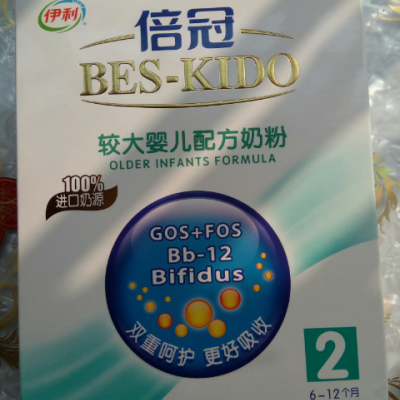 伊利
倍冠
BES-KIDO
较大婴儿配方奶粉
OLDER INFANTS FORMULA
100%
进口奶源
GOS+FOS
Bb-12
Bifidus
双重呵护 更好吸收
2
6-12个月